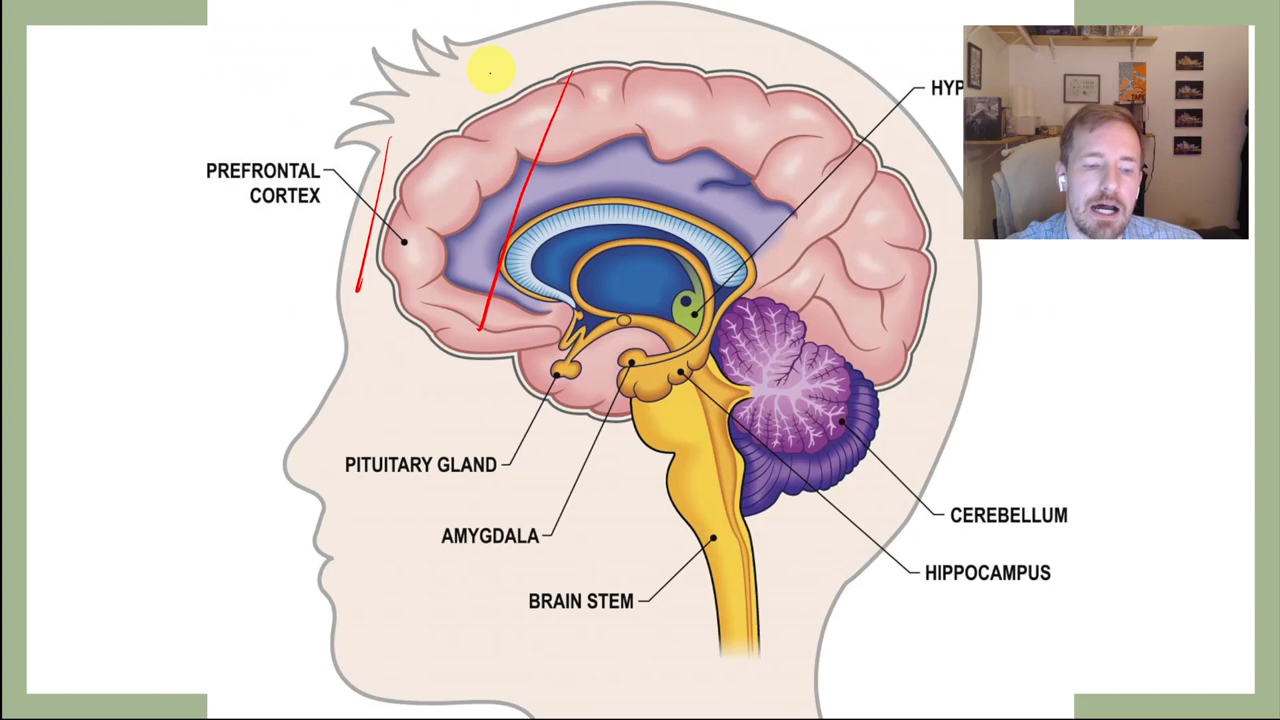 HYP
PREFRONTAL
CORTEX
PITUITARY GLAND
AMYGDALA
CEREBELLUM
HIPPOCAMPUS
BRAIN STEM